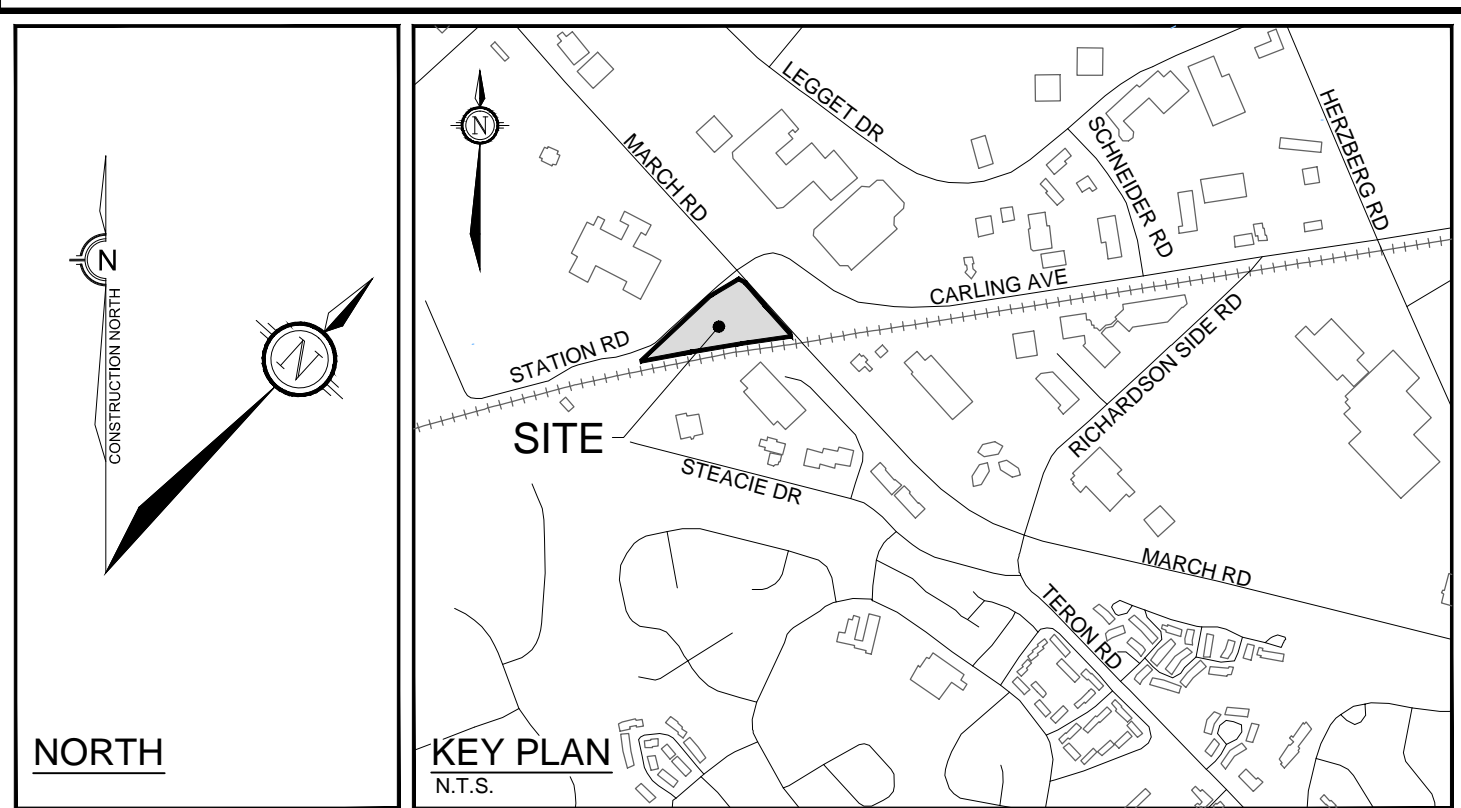 N
CONSTRUCTION NORTH
N
NORTH
N
LEGGET DR
MARCH RD
SCHNEIDER RD
HERZBERG RD
CARLING AVE
STATION RD
RICHARDSON SIDE RD
SITE
STEACIE DR
MARCH RD
TERON RD
KEY PLAN
N.T.S.